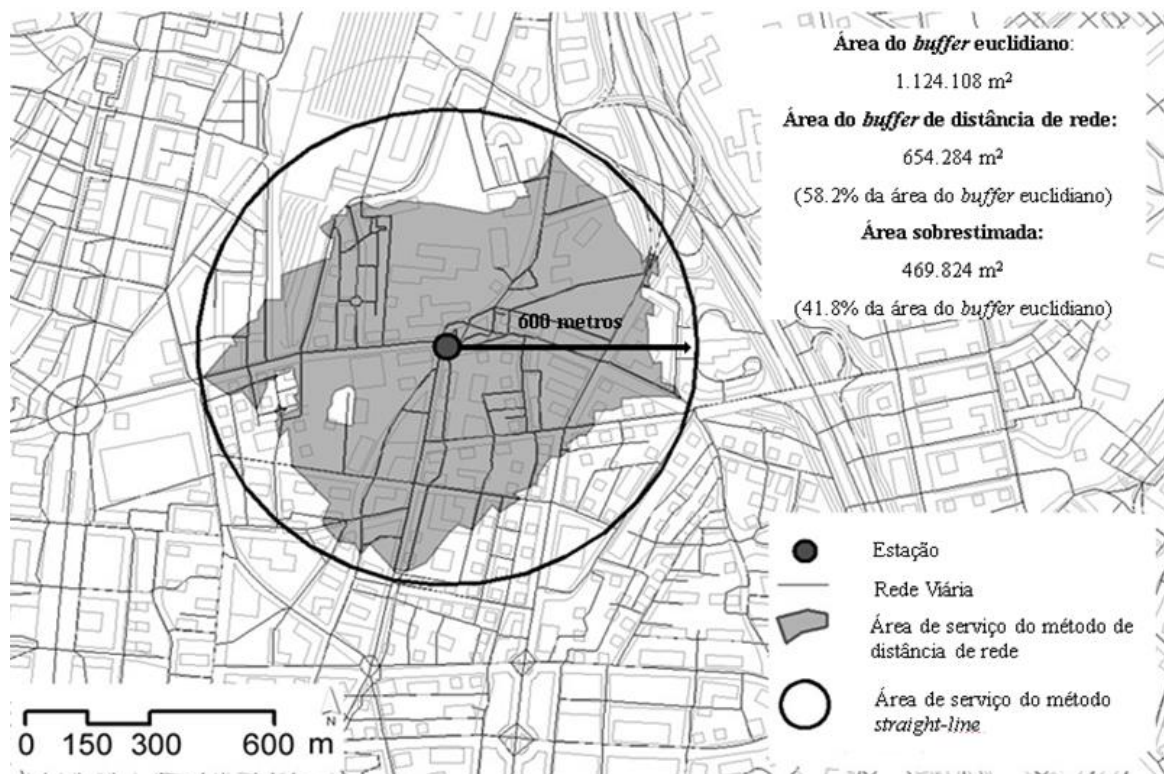 Área do buffer euclidiano:
1.124.108 m²
Área do buffer de distância de rede:
654.284 m²
(58.2% da área do buffer euclidiano)
Área sobrestimada:
469.824 m²
(41.8% da área do buffer euclidiano)
600 metros
Estação
Rede Viária
Área de serviço do método de
distância de rede
Área de serviço do método
straight-line
N
0 150 300 600 m